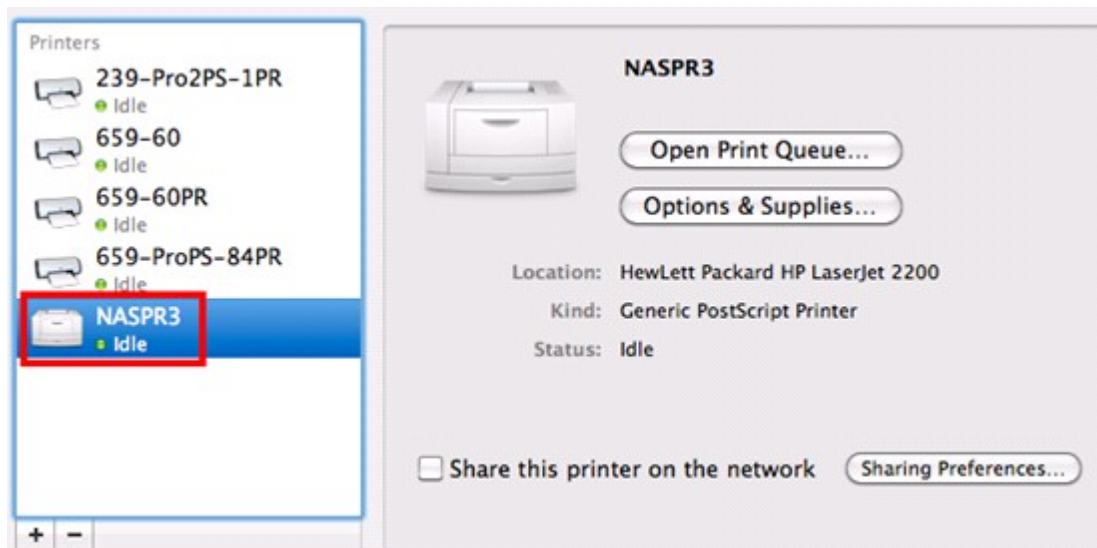 Printers
239-Pro2PS-1PR
Idle
659-60
Idle
659-60PR
Idle
659-ProPS-84PR
Idle
NASPR3
Idle
+ −
NASPR3
Open Print Queue...
Options & Supplies...
Location: HewLett Packard HP LaserJet 2200
Kind: Generic PostScript Printer
Status: Idle
Share this printer on the network Sharing Preferences...